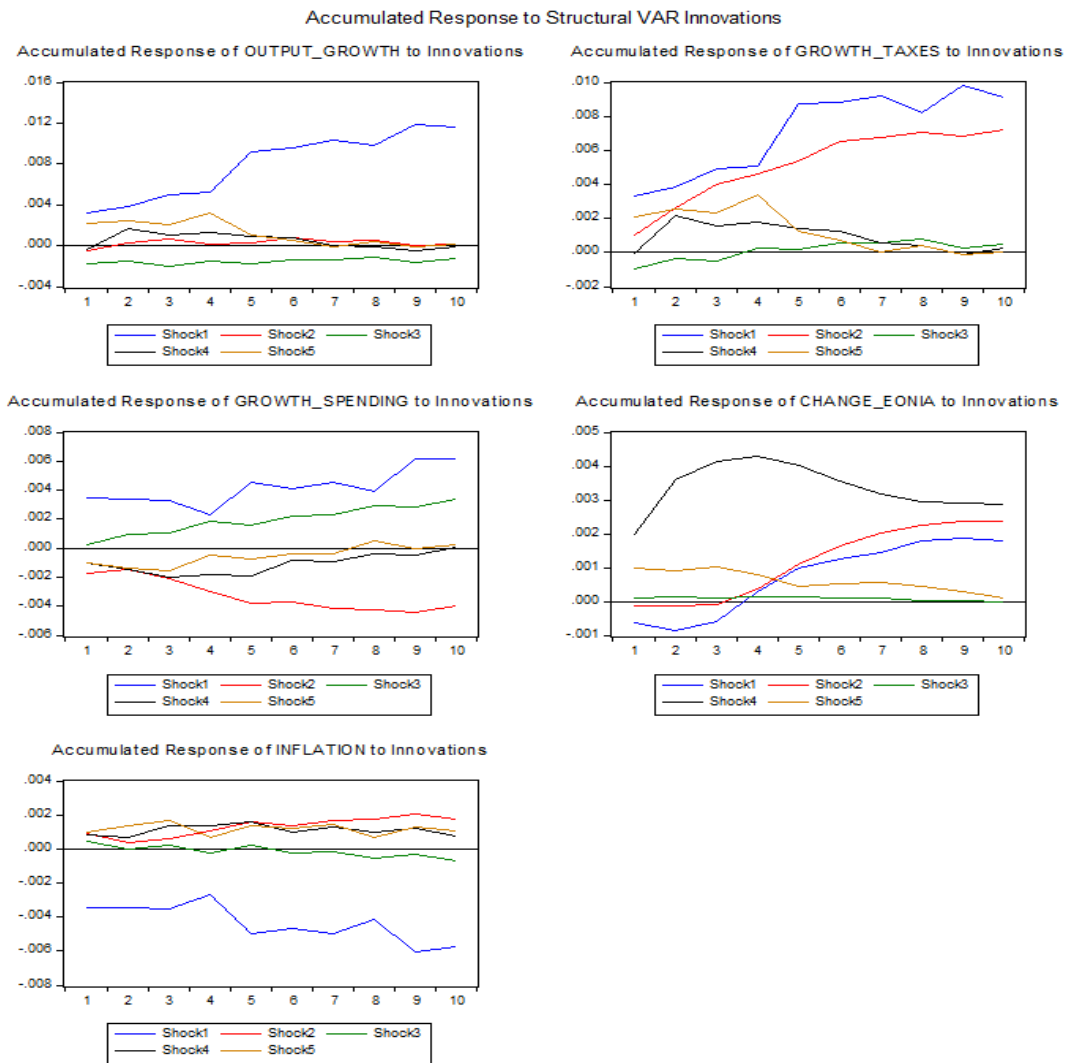 Accumulated Response to Structural VAR Innovations
Accumulated Response of OUTPUT_GROWTH to Innovations
.016
.012
.008
.004
.000
-.004
1 2 3 4 5 6 7 8 9 10
Shock1 Shock2 Shock3
Shock4 Shock5
Accumulated Response of GROWTH_TAXES to Innovations
.010
.008
.006
.004
.002
.000
-.002
1 2 3 4 5 6 7 8 9 10
Shock1 Shock2 Shock3
Shock4 Shock5
Accumulated Response of GROWTH_SPENDING to Innovations
.008
.006
.004
.002
.000
-.002
-.004
-.006
1 2 3 4 5 6 7 8 9 10
Shock1 Shock2 Shock3
Shock4 Shock5
Accumulated Response of CHANGE_EONIA to Innovations
.005
.004
.003
.002
.001
.000
-.001
1 2 3 4 5 6 7 8 9 10
Shock1 Shock2 Shock3
Shock4 Shock5
Accumulated Response of INFLATION to Innovations
.004
.002
.000
-.002
-.004
-.006
-.008
1 2 3 4 5 6 7 8 9 10
Shock1 Shock2 Shock3
Shock4 Shock5